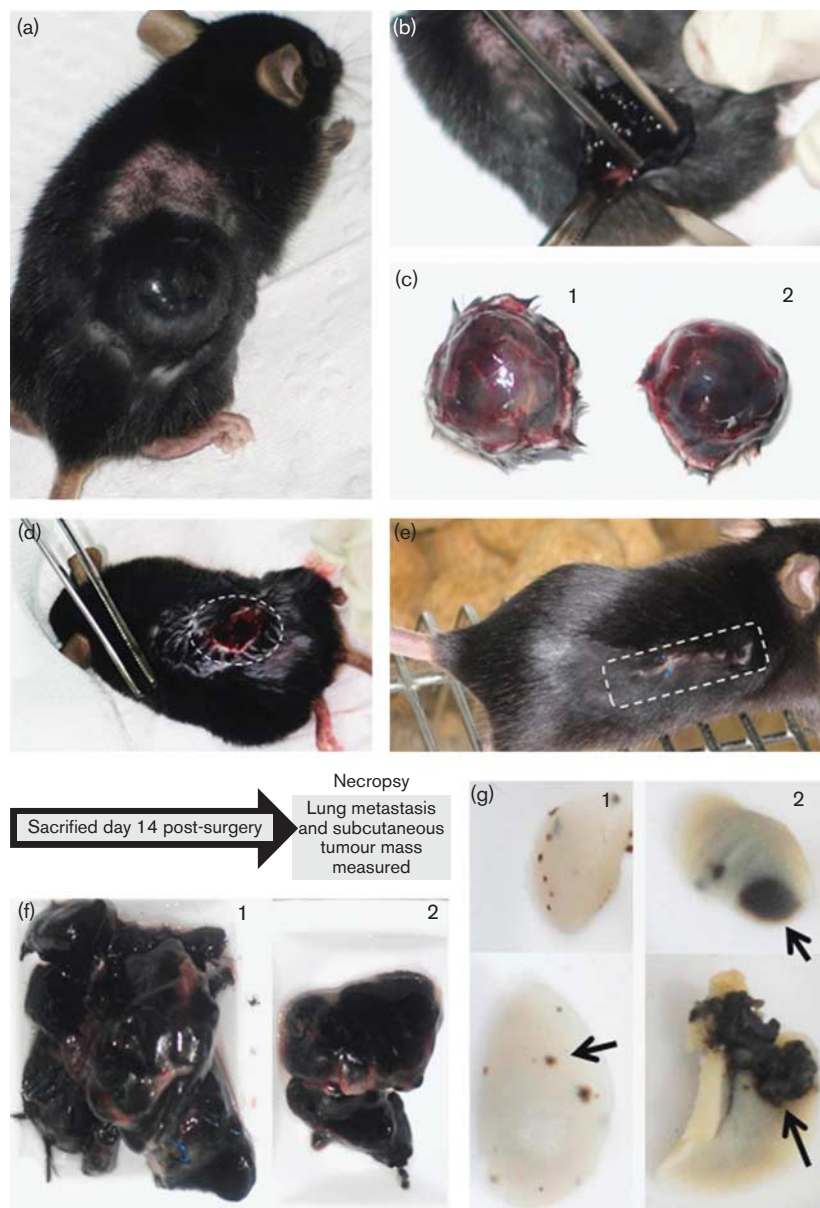 (a)
(b)
(c)
1
2
(d)
(e)
Sacrified day 14 post-surgery
Necropsy
Lung metastasis
and subcutaneous
tumour mass
measured
(f)
1
2
(g)
1
2